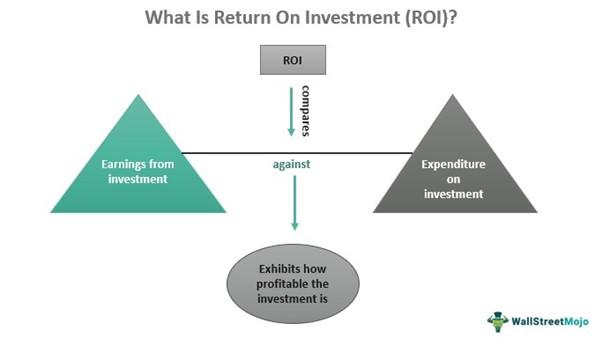 What Is Return On Investment (ROI)?
ROI
compares
Earnings from
investment
against
Expenditure
on
investment
Exhibits how
profitable the
investment is
WallStreetMojo